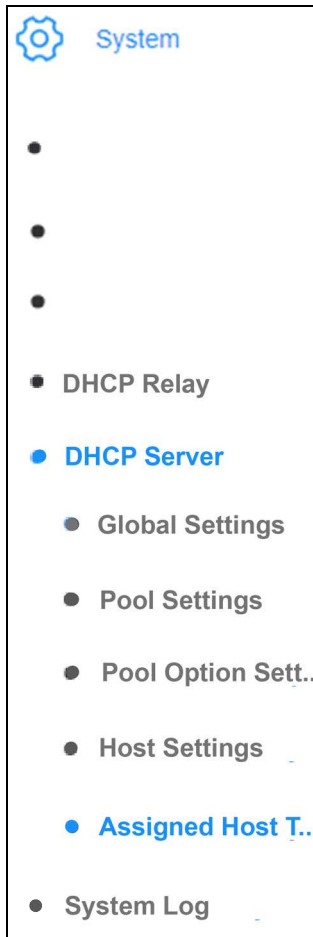 System
DHCP Relay
DHCP Server
Global Settings
Pool Settings
Pool Option Sett..
Host Settings
Assigned Host T..
System Log